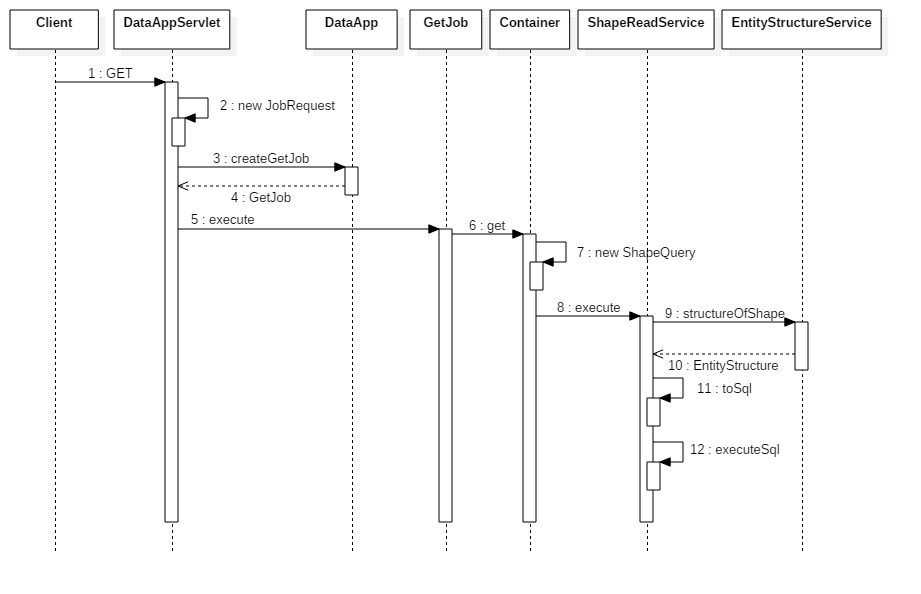 Client
DataAppServlet
DataApp
GetJob
Container
ShapeReadService
EntityStructureService
1 : GET
2 : new JobRequest
3 : createGetJob
4 : GetJob
5 : execute
6 : get
7 : new ShapeQuery
8 : execute
9 : structureOfShape
10 : EntityStructure
11 : toSql
12 : executeSql